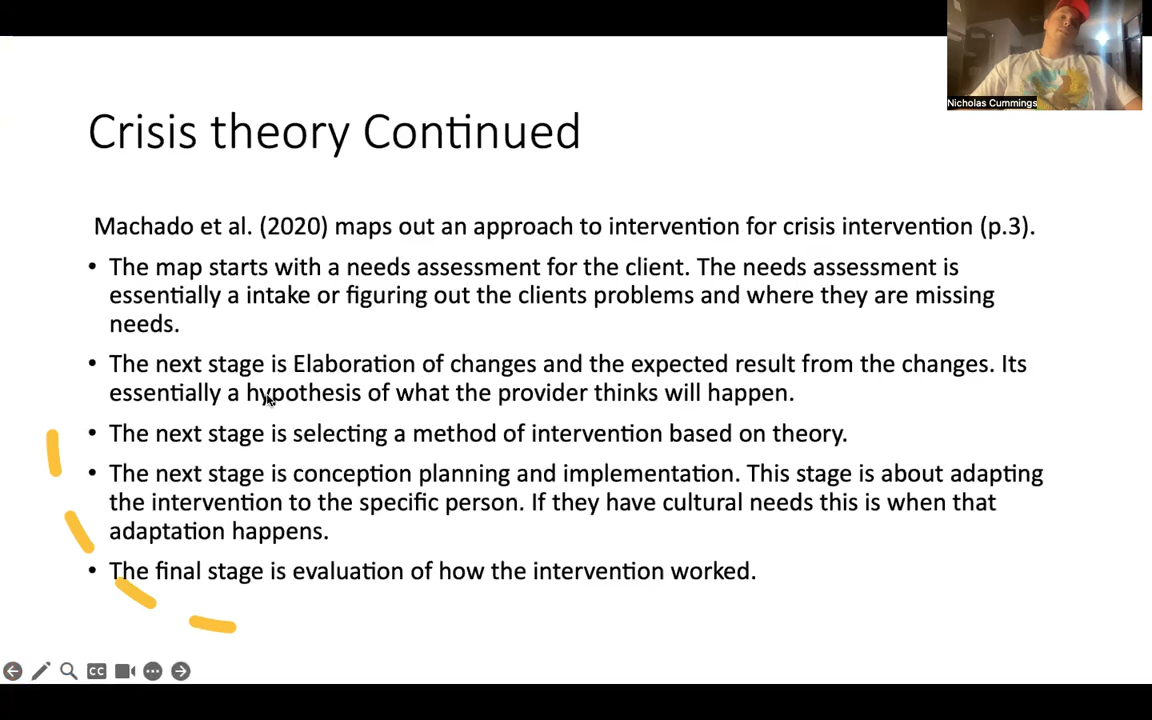 Nicholas Cummings
Crisis theory Continued
Machado et al. (2020) maps out an approach to intervention for crisis intervention (p.3).
• The map starts with a needs assessment for the client. The needs assessment is
essentially a intake or figuring out the clients problems and where they are missing
needs.
• The next stage is Elaboration of changes and the expected result from the changes. Its
essentially a hypothesis of what the provider thinks will happen.
• The next stage is selecting a method of intervention based on theory.
• The next stage is conception planning and implementation. This stage is about adapting
the intervention to the specific person. If they have cultural needs this is when that
adaptation happens.
• The final stage is evaluation of how the intervention worked.
CC